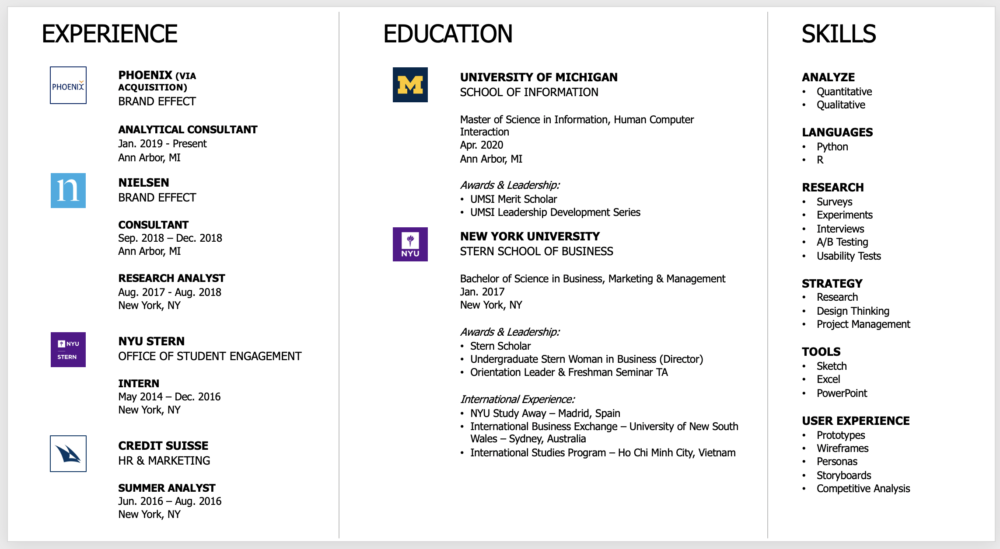 EXPERIENCE
PHOENIX
PHOENIX (VIA
ACQUISITION)
BRAND EFFECT
ANALYTICAL CONSULTANT
Jan. 2019 - Present
Ann Arbor, MI
n
NIELSEN
BRAND EFFECT
CONSULTANT
Sep. 2018 – Dec. 2018
Ann Arbor, MI
RESEARCH ANALYST
Aug. 2017 - Aug. 2018
New York, NY
NYU
STERN
NYU STERN
OFFICE OF STUDENT ENGAGEMENT
INTERN
May 2014 – Dec. 2016
New York, NY
CREDIT SUISSE
HR & MARKETING
SUMMER ANALYST
Jun. 2016 – Aug. 2016
New York, NY
EDUCATION
M
UNIVERSITY OF MICHIGAN
SCHOOL OF INFORMATION
Master of Science in Information, Human Computer
Interaction
Apr. 2020
Ann Arbor, MI
Awards & Leadership:
• UMSI Merit Scholar
• UMSI Leadership Development Series
NYU
NEW YORK UNIVERSITY
STERN SCHOOL OF BUSINESS
Bachelor of Science in Business, Marketing & Management
Jan. 2017
New York, NY
Awards & Leadership:
• Stern Scholar
• Undergraduate Stern Woman in Business (Director)
• Orientation Leader & Freshman Seminar TA
International Experience:
• NYU Study Away – Madrid, Spain
• International Business Exchange – University of New South
Wales – Sydney, Australia
• International Studies Program – Ho Chi Minh City, Vietnam
SKILLS
ANALYZE
• Quantitative
• Qualitative
LANGUAGES
• Python
• R
RESEARCH
• Surveys
• Experiments
• Interviews
• A/B Testing
• Usability Tests
STRATEGY
• Research
• Design Thinking
• Project Management
TOOLS
• Sketch
• Excel
• PowerPoint
USER EXPERIENCE
• Prototypes
• Wireframes
• Personas
• Storyboards
• Competitive Analysis